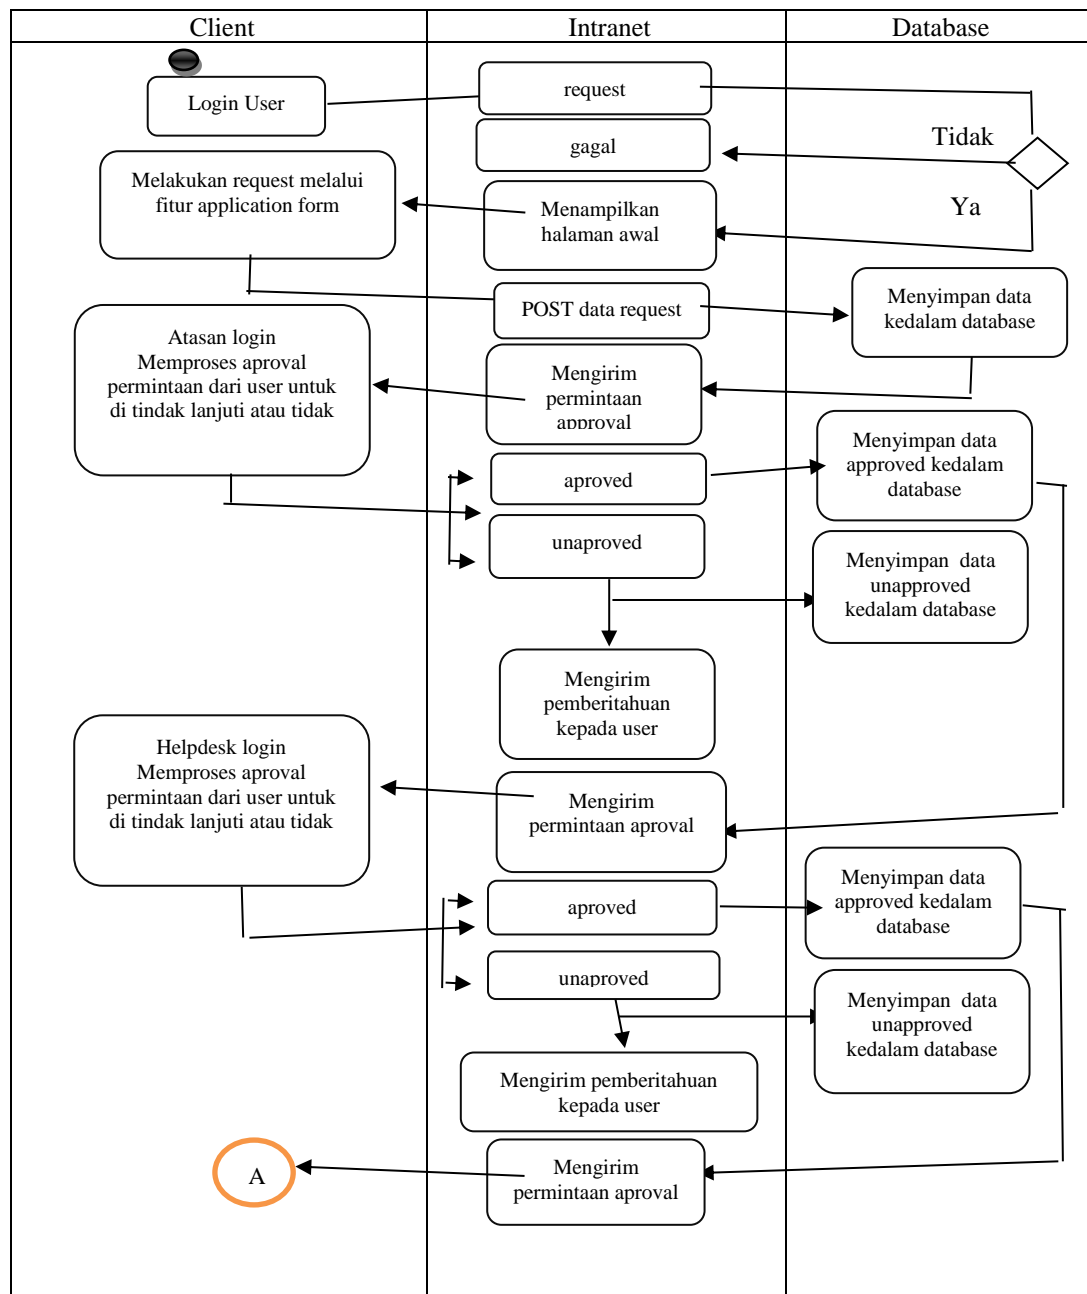 Client
Intranet
Database
Login User
request
Tidak
gagal
Melakukan request melalui
fitur application form
Menampilkan
halaman awal
Ya
POST data request
Menyimpan data
kedalam database
Atasan login
Memproses aproval
permintaan dari user untuk
di tindak lanjuti atau tidak
Mengirim
permintaan
approval
aproved
Menyimpan data
approved kedalam
database
unaproved
Menyimpan  data
unapproved
kedalam database
Mengirim
pemberitahuan
kepada user
Helpdesk login
Memproses aproval
permintaan dari user untuk
di tindak lanjuti atau tidak
Mengirim
permintaan aproval
aproved
Menyimpan data
approved kedalam
database
unaproved
Menyimpan  data
unapproved
kedalam database
Mengirim pemberitahuan
kepada user
A
Mengirim
permintaan aproval